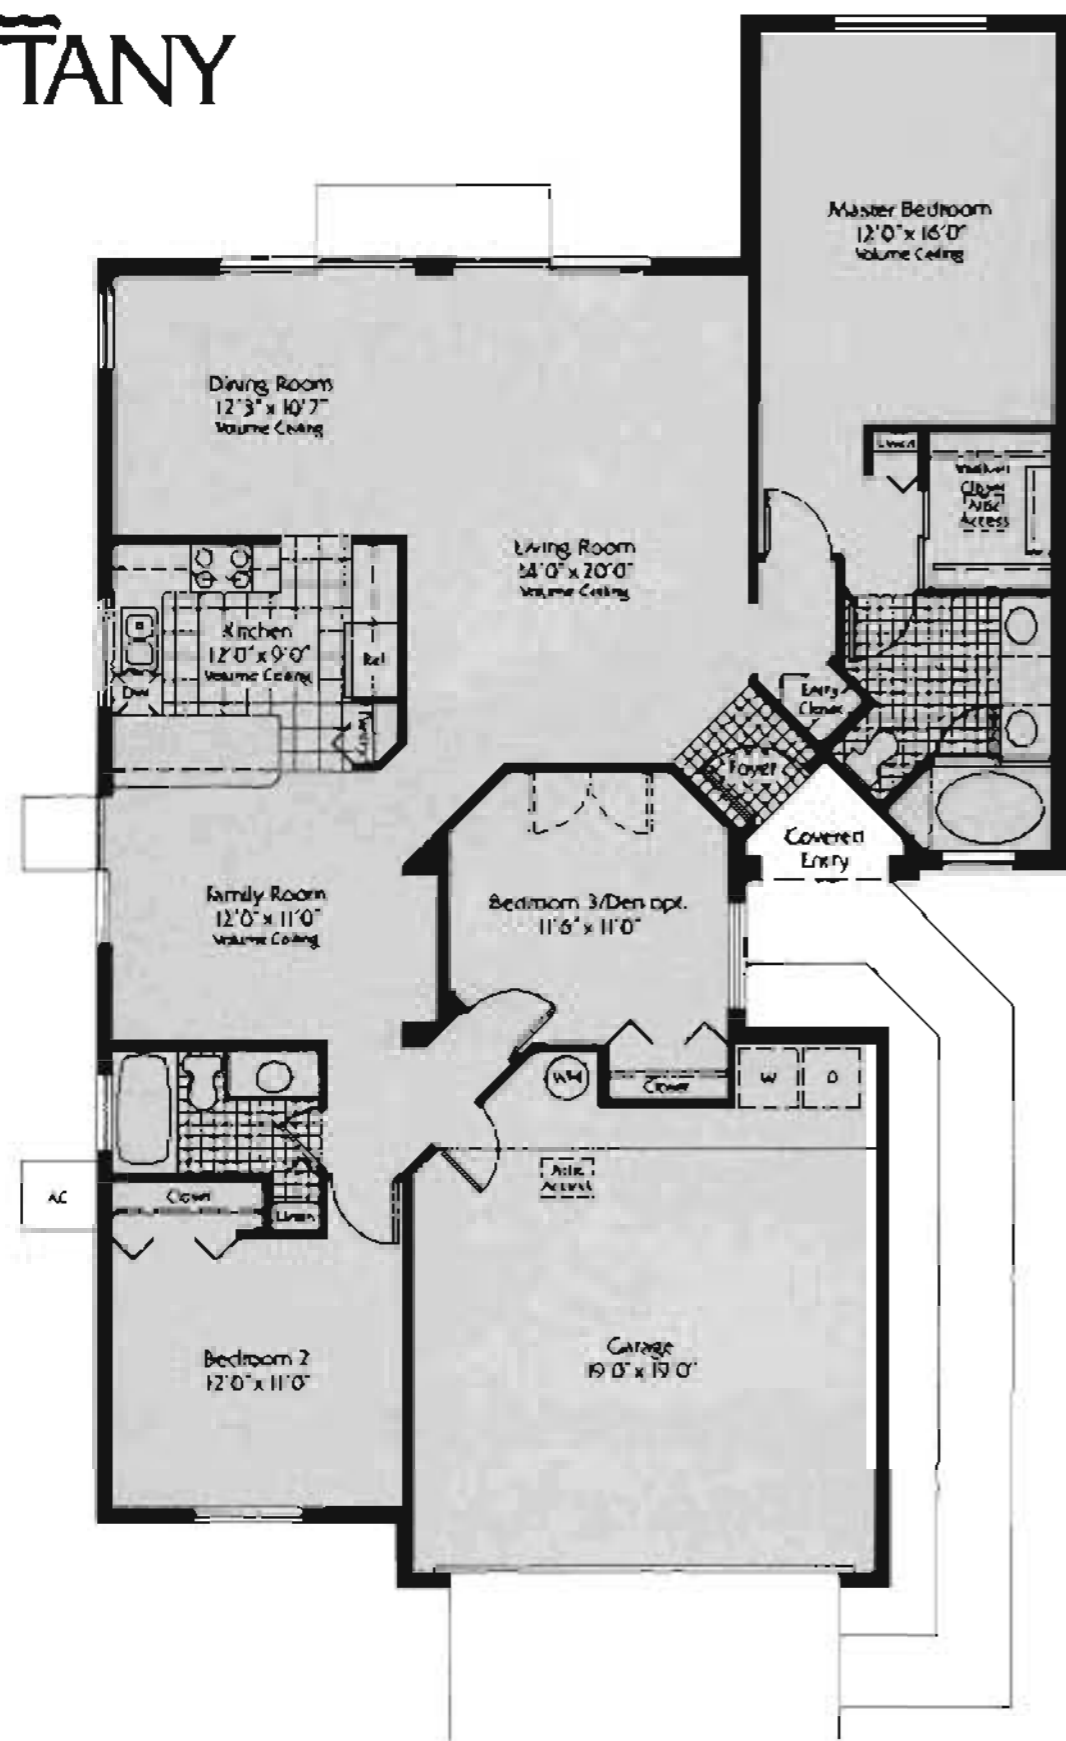 TTANY
Master Bedroom
12'0" x 16'0"
Volume Ceiling
Dining Room
12'3" x 10'7"
Volume Ceiling
Linen
Walk-in
Closet
Attic
Access
Living Room
14'0" x 20'0"
Volume Ceiling
Kitchen
12'0" x 9'0"
Volume Ceiling
Ref
DW
Pantry
Entry
Closet
Foyer
Covered
Entry
Family Room
12'0" x 11'0"
Volume Ceiling
Bedroom 3/Den opt.
11'6" x 11'0"
WH
Closet
W
D
Attic
Access
AC
Closet
Linen
Bedroom 2
12'0" x 11'0"
Garage
19'0" x 19'0"